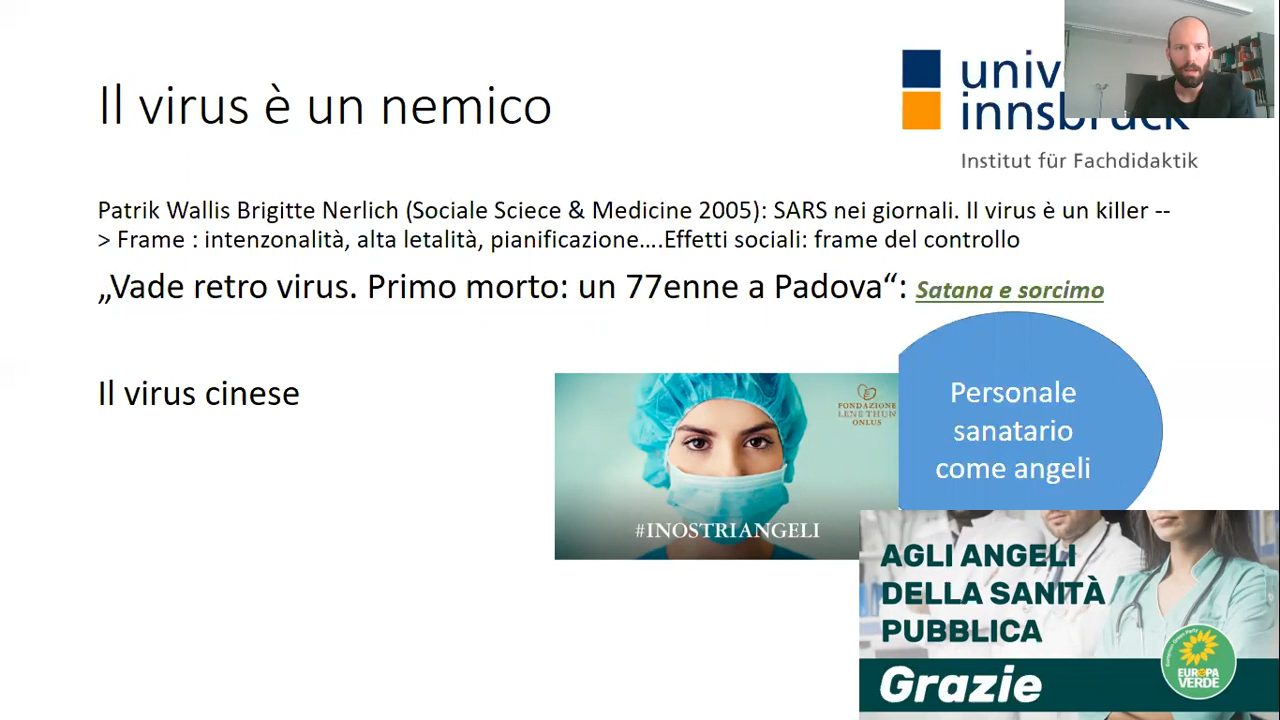 Il virus è un nemico
innsbruck
Institut für Fachdidaktik
Patrik Wallis Brigitte Nerlich (Sociale Sciece & Medicine 2005): SARS nei giornali. Il virus è un killer --
> Frame : intenzonalità, alta letalità, pianificazione….Effetti sociali: frame del controllo
„Vade retro virus. Primo morto: un 77enne a Padova“: Satana e sorcimo
Il virus cinese
FONDAZIONE
LENE THUN
ONLUS
#INOSTRIANGELI
Personale
sanatario
come angeli
AGLI ANGELI
DELLA SANITÀ
PUBBLICA
Grazie
European Green Party
EUROPA
VERDE